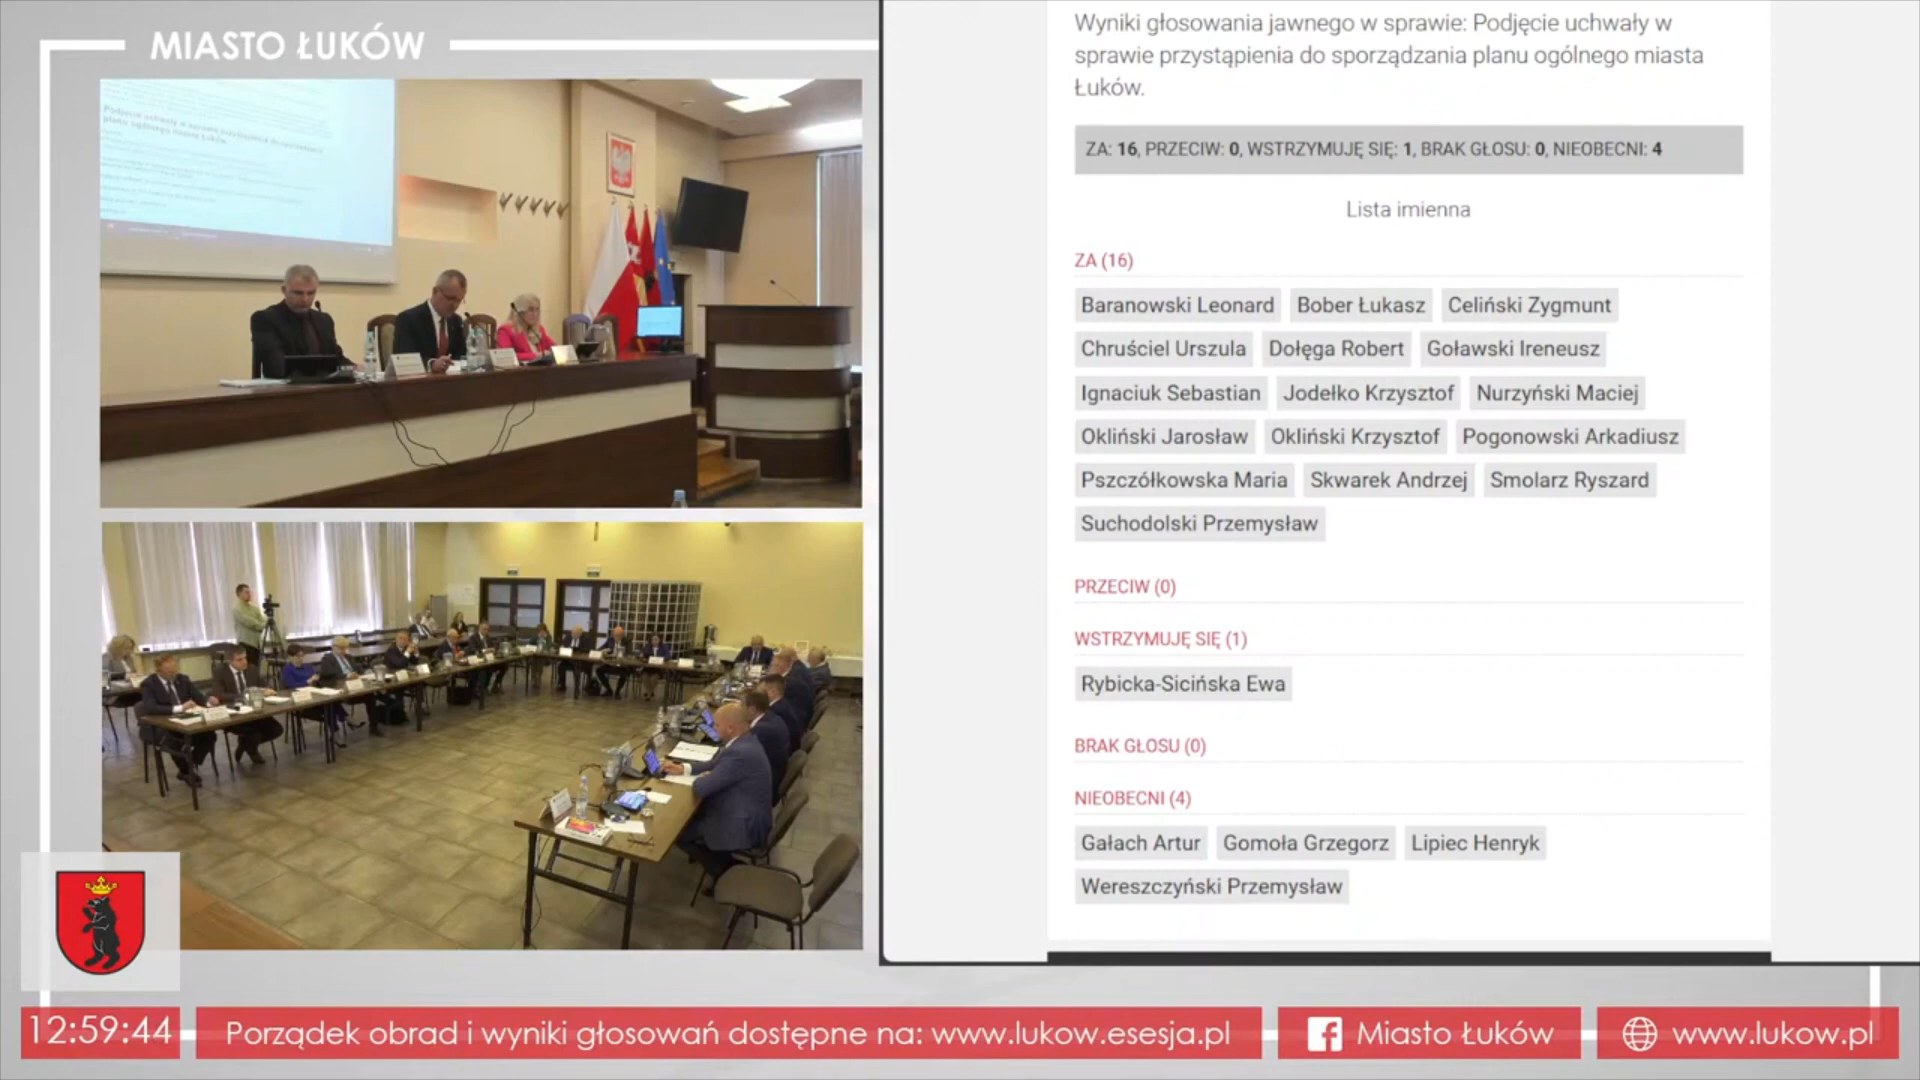 MIASTO ŁUKÓW
Wyniki głosowania jawnego w sprawie: Podjęcie uchwały w
sprawie przystąpienia do sporządzania planu ogólnego miasta
Łuków.
ZA: 16, PRZECIW: 0, WSTRZYMUJĘ SIĘ: 1, BRAK GŁOSU: 0, NIEOBECNI: 4
Lista imienna
ZA (16)
Baranowski Leonard Bober Łukasz Celiński Zygmunt
Chruściel Urszula Dołęga Robert Goławski Ireneusz
Ignaciuk Sebastian Jodełko Krzysztof Nurzyński Maciej
Okliński Jarosław Okliński Krzysztof Pogonowski Arkadiusz
Pszczółkowska Maria Skwarek Andrzej Smolarz Ryszard
Suchodolski Przemysław
PRZECIW (0)
WSTRZYMUJĘ SIĘ (1)
Rybicka-Sicińska Ewa
BRAK GŁOSU (0)
NIEOBECNI (4)
Gałach Artur Gomoła Grzegorz Lipiec Henryk
Wereszczyński Przemysław
12:59:44
Porządek obrad i wyniki głosowań dostępne na: www.lukow.esesja.pl
Miasto Łuków
www.lukow.pl